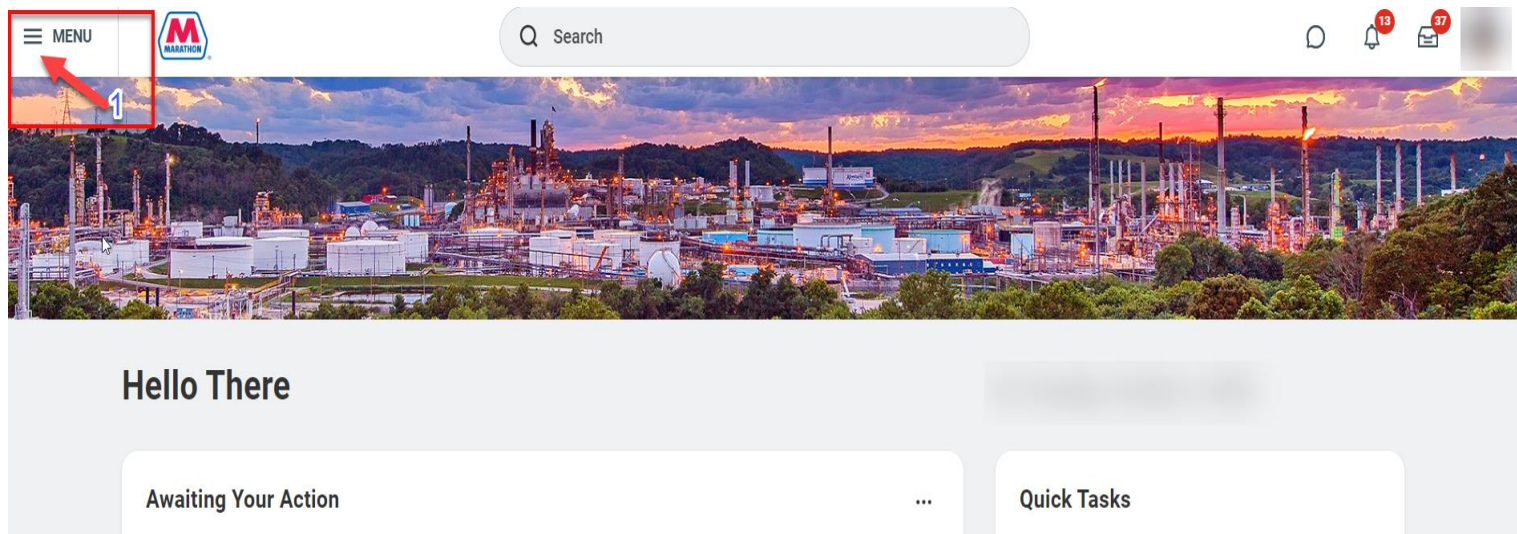 MENU
MARATHON
Search
13
37
1
Hello There
Awaiting Your Action
...
Quick Tasks